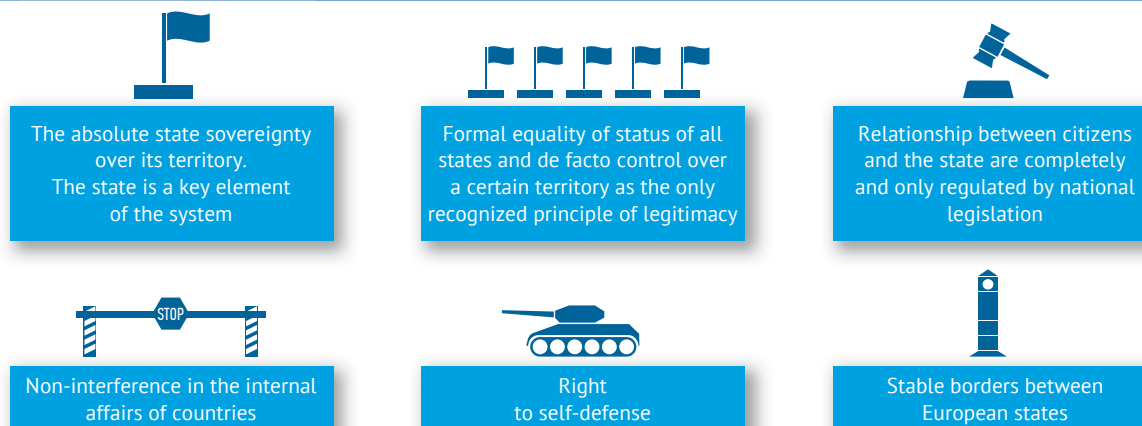 The absolute state sovereignty
over its territory.
The state is a key element
of the system
Formal equality of status of all
states and de facto control over
a certain territory as the only
recognized principle of legitimacy
Relationship between citizens
and the state are completely
and only regulated by national
legislation
STOP
Non-interference in the internal
affairs of countries
Right
to self-defense
Stable borders between
European states